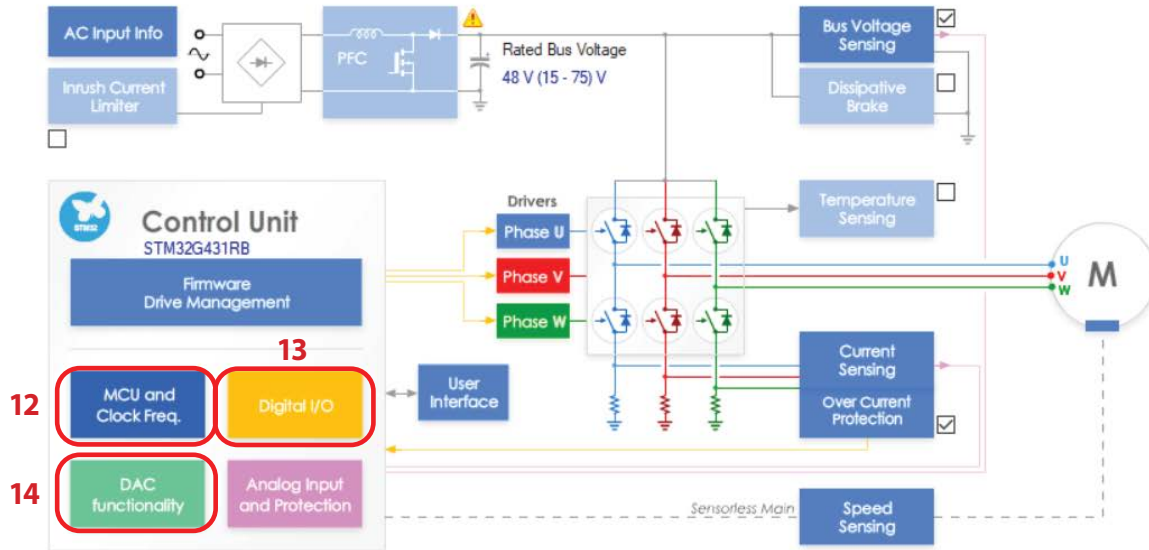 AC Input Info
Inrush Current
Limiter
PFC
Rated Bus Voltage
48 V (15 - 75) V
Bus Voltage
Sensing
Dissipative
Brake
STM32
Control Unit
STM32G431RB
Firmware
Drive Management
Drivers
Phase U
Phase V
Phase W
Temperature
Sensing
U
V
W
M
13
12
MCU and
Clock Freq.
Digital I/O
User
Interface
Current
Sensing
Over Current
Protection
14
DAC
functionality
Analog Input
and Protection
Sensorless Main
Speed
Sensing